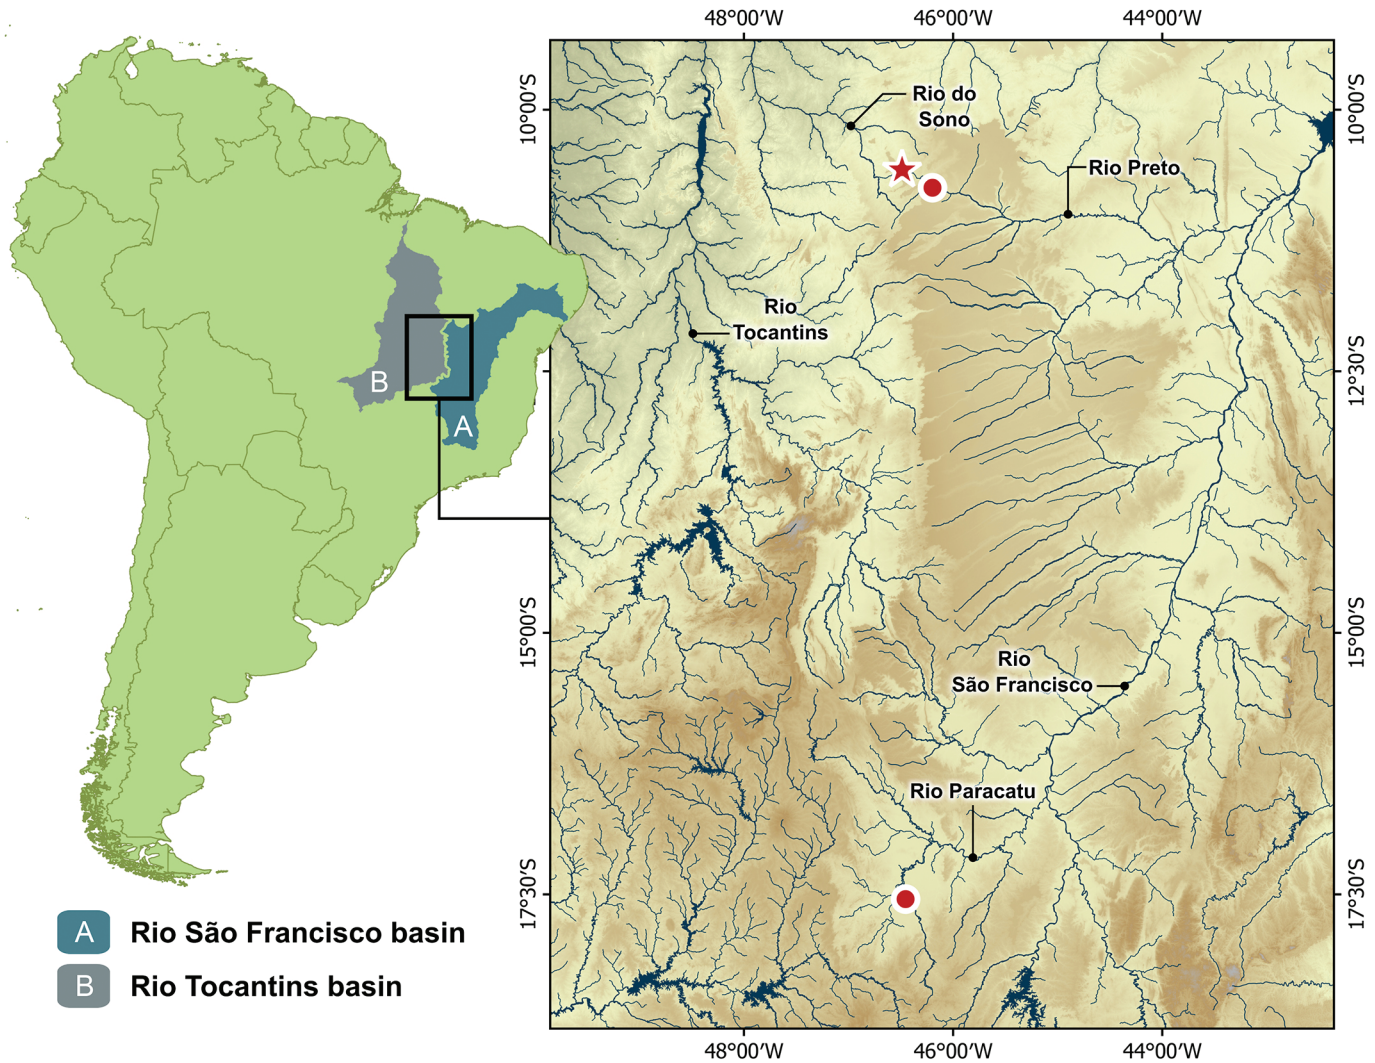 48°00'W 46°00'W 44°00'W
10°00'S
10°00'S
Rio do
Sono
Rio Preto
Rio
Tocantins
12°30'S
B
A
15°00'S
15°00'S
Rio
São Francisco
Rio Paracatu
17°30'S
17°30'S
A Rio São Francisco basin
B Rio Tocantins basin
48°00'W 46°00'W 44°00'W